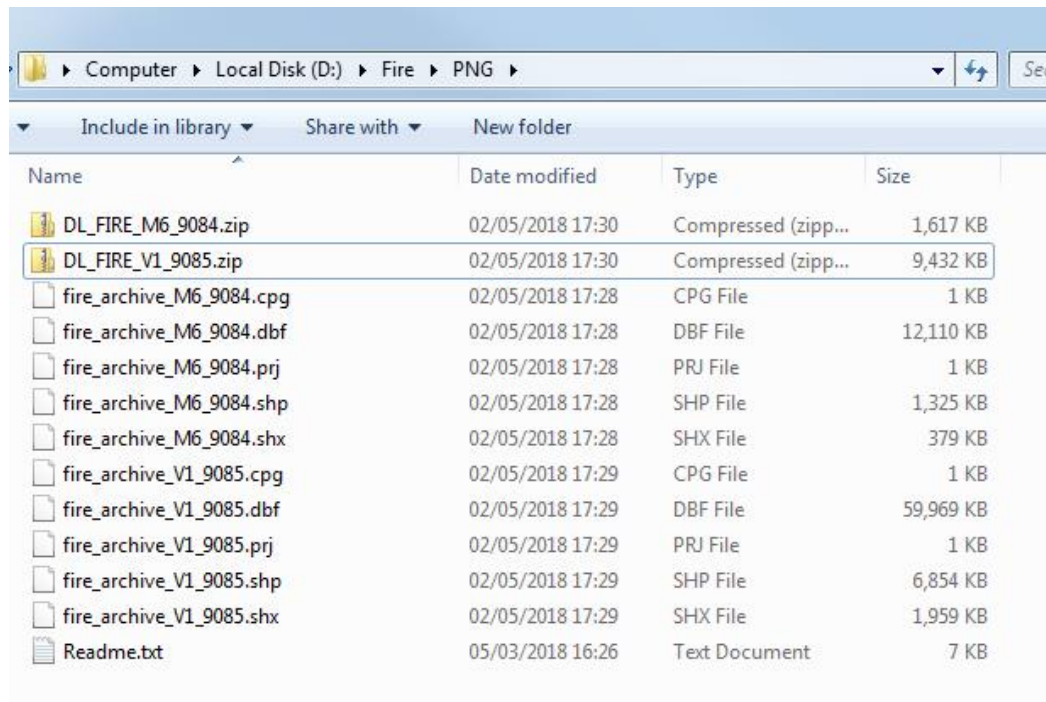 Computer Local Disk (D:) Fire PNG Sea
Include in library Share with New folder
Name Date modified Type Size
DL_FIRE_M6_9084.zip 02/05/2018 17:30 Compressed (zipp... 1,617 KB
DL_FIRE_V1_9085.zip 02/05/2018 17:30 Compressed (zipp... 9,432 KB
fire_archive_M6_9084.cpg 02/05/2018 17:28 CPG File 1 KB
fire_archive_M6_9084.dbf 02/05/2018 17:28 DBF File 12,110 KB
fire_archive_M6_9084.prj 02/05/2018 17:28 PRJ File 1 KB
fire_archive_M6_9084.shp 02/05/2018 17:28 SHP File 1,325 KB
fire_archive_M6_9084.shx 02/05/2018 17:28 SHX File 379 KB
fire_archive_V1_9085.cpg 02/05/2018 17:29 CPG File 1 KB
fire_archive_V1_9085.dbf 02/05/2018 17:29 DBF File 59,969 KB
fire_archive_V1_9085.prj 02/05/2018 17:29 PRJ File 1 KB
fire_archive_V1_9085.shp 02/05/2018 17:29 SHP File 6,854 KB
fire_archive_V1_9085.shx 02/05/2018 17:29 SHX File 1,959 KB
Readme.txt 05/03/2018 16:26 Text Document 7 KB